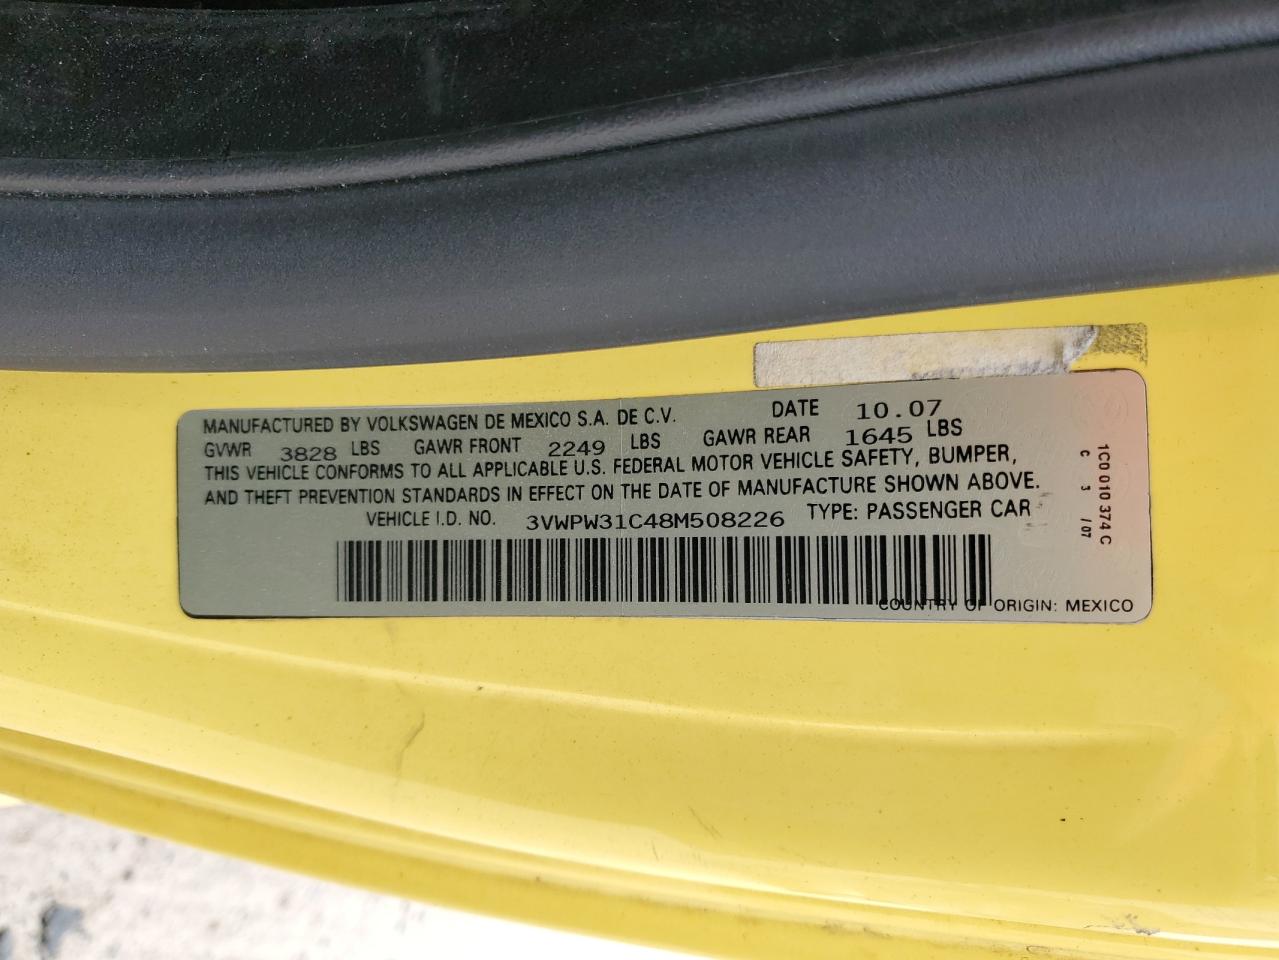 MANUFACTURED BY VOLKSWAGEN DE MEXICO S.A. DE C.V. DATE 10.07
GVWR 3828 LBS GAWR FRONT 2249 LBS GAWR REAR 1645 LBS
THIS VEHICLE CONFORMS TO ALL APPLICABLE U.S. FEDERAL MOTOR VEHICLE SAFETY, BUMPER,
AND THEFT PREVENTION STANDARDS IN EFFECT ON THE DATE OF MANUFACTURE SHOWN ABOVE.
VEHICLE I.D. NO. 3VWPW31C48M508226 TYPE: PASSENGER CAR
COUNTRY OF ORIGIN: MEXICO
1C0 010 374 C
C 3 /07